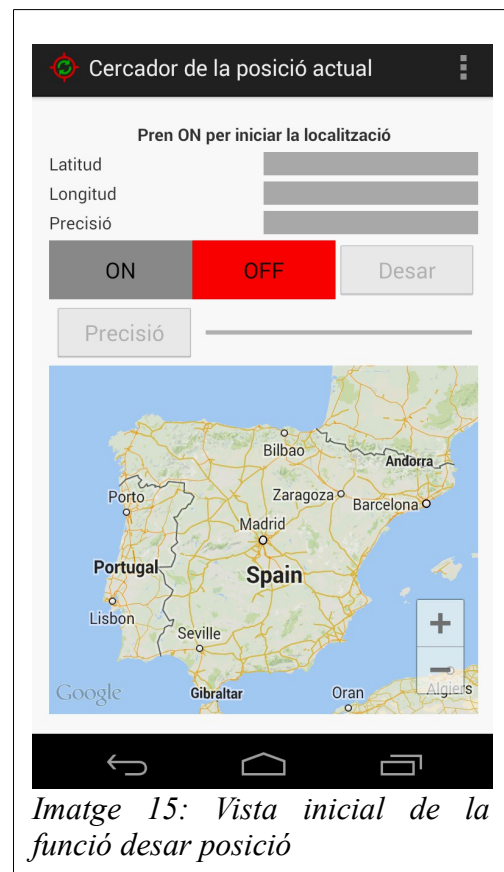 Cercador de la posició actual
Pren ON per iniciar la localització
Latitud
Longitud
Precisió
ON OFF Desar
Precisió
Bilbao
Andorra
Porto
Zaragoza
Barcelona
Madrid
Portugal
Spain
Lisbon
Seville
+
−
Google
Gibraltar
Oran
Algiers
Imatge 15: Vista inicial de la
funció desar posició